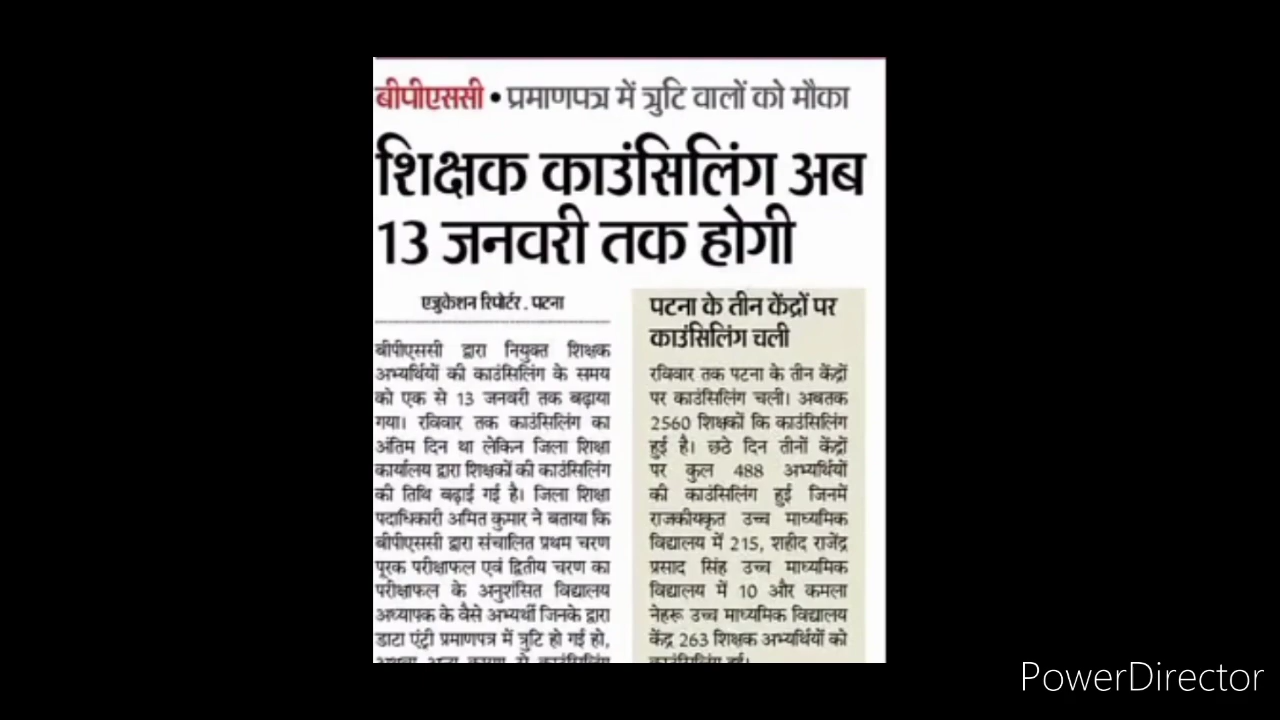 बीपीएससी • प्रमाणपत्र में त्रुटि वालों को मौका
शिक्षक काउंसिलिंग अब
13 जनवरी तक होगी
एजुकेशन रिपोर्टर . पटना
बीपीएससी द्वारा नियुक्त शिक्षक
अभ्यर्थियों की काउंसिलिंग के समय
को एक से 13 जनवरी तक बढ़ाया
गया। रविवार तक काउंसिलिंग का
अंतिम दिन था लेकिन जिला शिक्षा
कार्यालय द्वारा शिक्षकों की काउंसिलिंग
की तिथि बढ़ाई गई है। जिला शिक्षा
पदाधिकारी अमित कुमार ने बताया कि
बीपीएससी द्वारा संचालित प्रथम चरण
पूरक परीक्षाफल एवं द्वितीय चरण का
परीक्षाफल के अनुशंसित विद्यालय
अध्यापक के वैसे अभ्यर्थी जिनके द्वारा
डाटा एंट्री प्रमाणपत्र में त्रुटि हो गई हो,
पटना के तीन केंद्रों पर
काउंसिलिंग चली
रविवार तक पटना के तीन केंद्रों
पर काउंसिलिंग चली। अबतक
2560 शिक्षकों कि काउंसिलिंग
हुई है। छठे दिन तीनों केंद्रों
पर कुल 488 अभ्यर्थियों
की काउंसिलिंग हुई जिनमें
राजकीयकृत उच्च माध्यमिक
विद्यालय में 215, शहीद राजेंद्र
प्रसाद सिंह उच्च माध्यमिक
विद्यालय में 10 और कमला
नेहरू उच्च माध्यमिक विद्यालय
केंद्र 263 शिक्षक अभ्यर्थियों को
PowerDirector